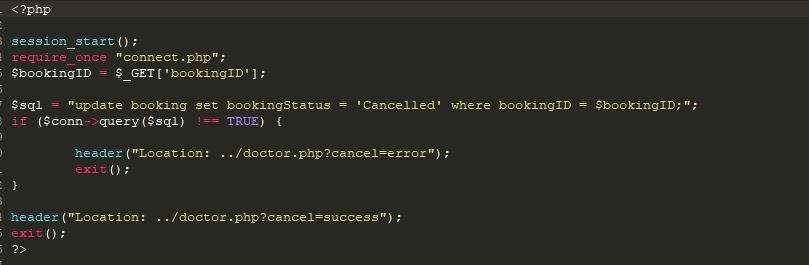 <?php
session_start();
require_once "connect.php";
$bookingID = $_GET['bookingID'];
$sql = "update booking set bookingStatus = 'Cancelled' where bookingID = $bookingID;";
if ($conn->query($sql) !== TRUE) {
header("Location: ../doctor.php?cancel=error");
exit();
}
header("Location: ../doctor.php?cancel=success");
exit();
?>